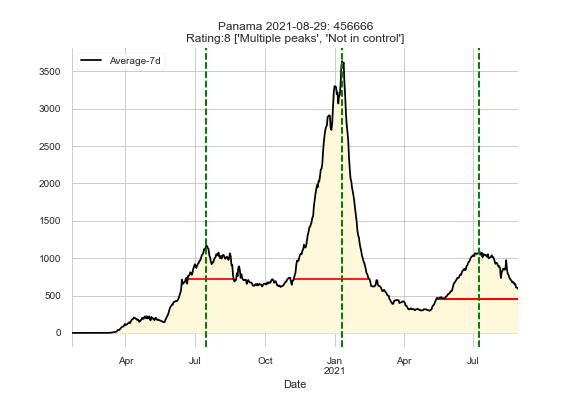 Panama 2021-08-29: 456666
Rating:8 ['Multiple peaks', 'Not in control']
Average-7d
3500
3000
2500
2000
1500
1000
500
0
Apr
Jul
Oct
Jan
2021
Apr
Jul
Date